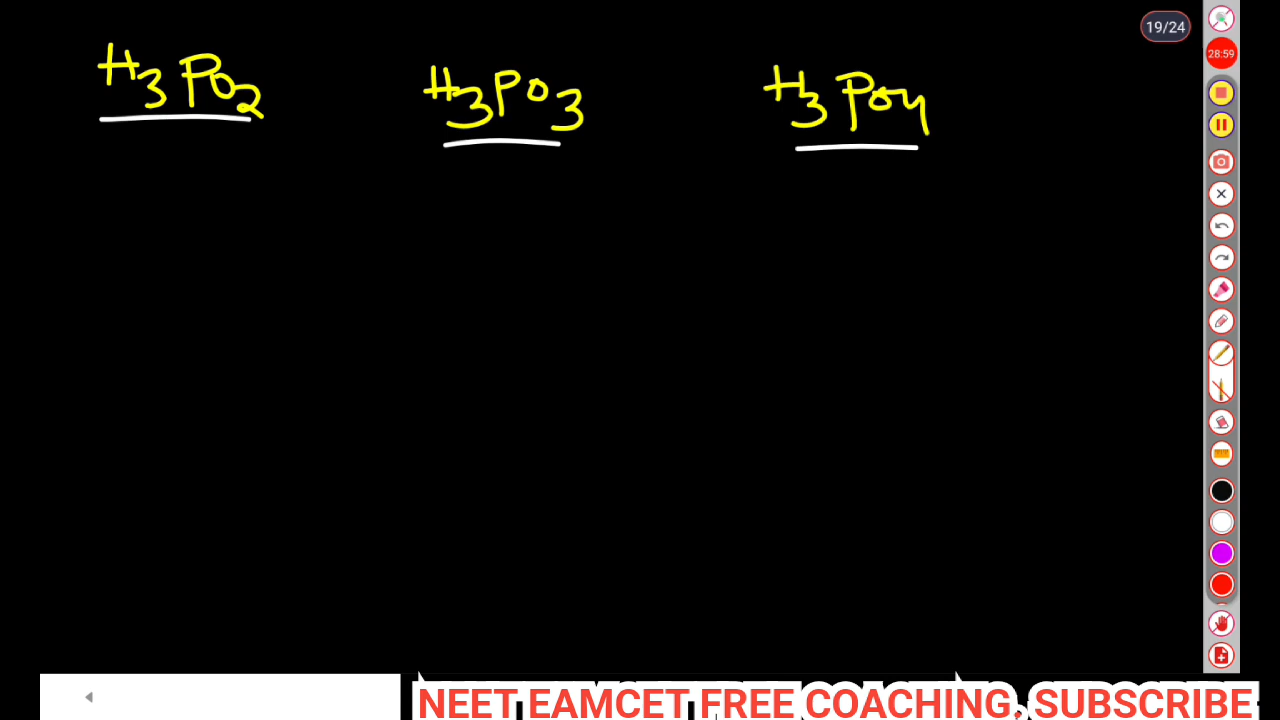 19/24
28:59
H3PO2 H3PO3 H3PO4
NEET EAMCET FREE COACHING, SUBSCRIBE